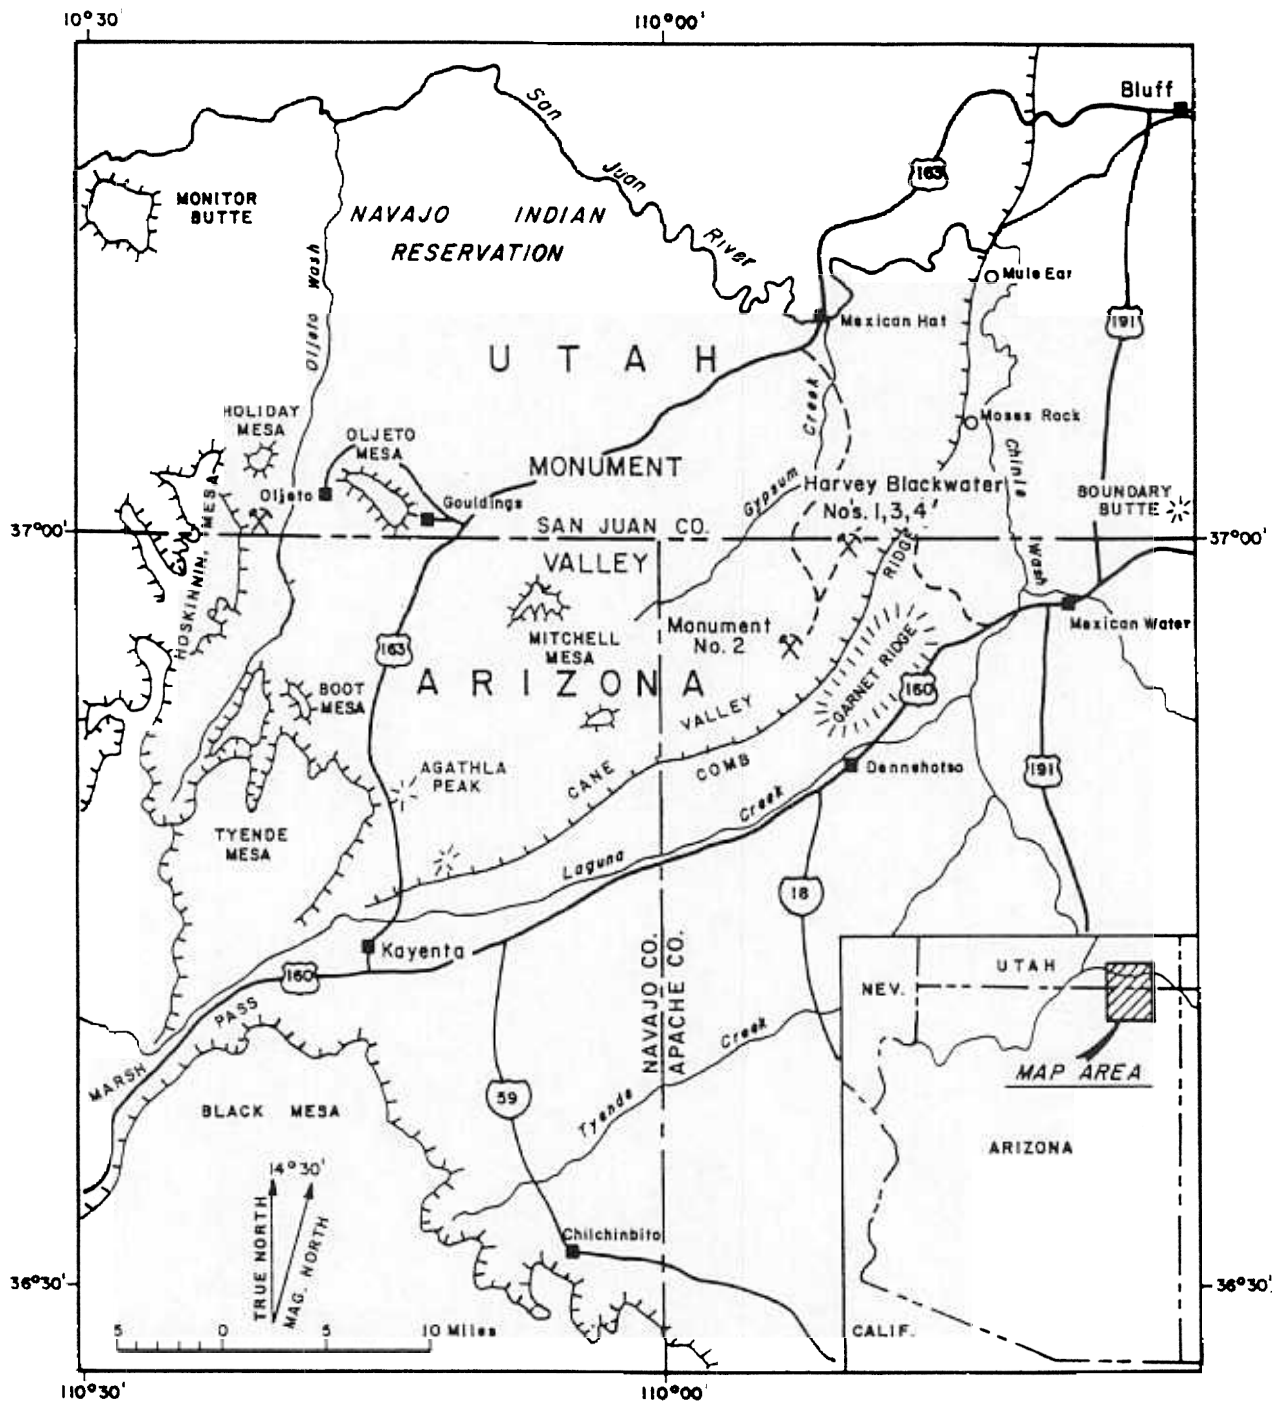 10°30'
110°00'
Bluff
San
Juan
River
163
MONITOR
BUTTE
NAVAJO INDIAN
RESERVATION
Oljeto Wash
Mule Ear
191
Mexican Hat
UTAH
Creek
HOLIDAY
MESA
OLJETO
MESA
Moses Rock
Chinle
Wash
MONUMENT
Gypsum
Harvey Blackwater
No's. 1, 3, 4
BOUNDARY
BUTTE
Oljeto
Gouldings
HOSKINNINI MESA
37°00'
SAN JUAN CO.
37°00'
VALLEY
RIDGE
MITCHELL
MESA
Monument
No. 2
Mexican Water
163
ARIZONA
GARNET RIDGE
160
BOOT
MESA
CANE
VALLEY
COMB
AGATHLA
PEAK
Dennehotso
191
TYENDE
MESA
Laguna
Creek
18
Kayenta
160
NAVAJO CO.
APACHE CO.
UTAH
NEV.
MARSH
PASS
Creek
MAP AREA
59
Tyende
BLACK MESA
ARIZONA
14°30'
TRUE NORTH
MAG. NORTH
Chilchinbito
36°30'
36°30'
5 0 5 10 Miles
CALIF.
110°30'
110°00'